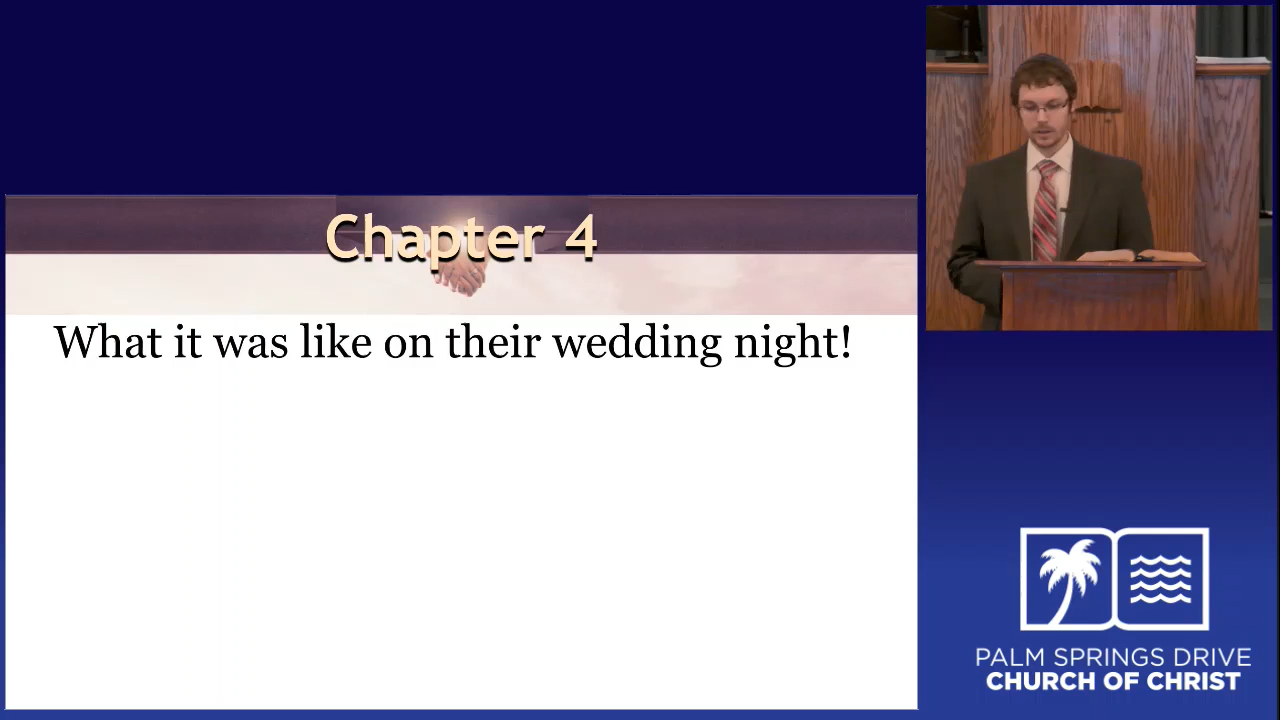 Chapter 4
What it was like on their wedding night!
PALM SPRINGS DRIVE
CHURCH OF CHRIST